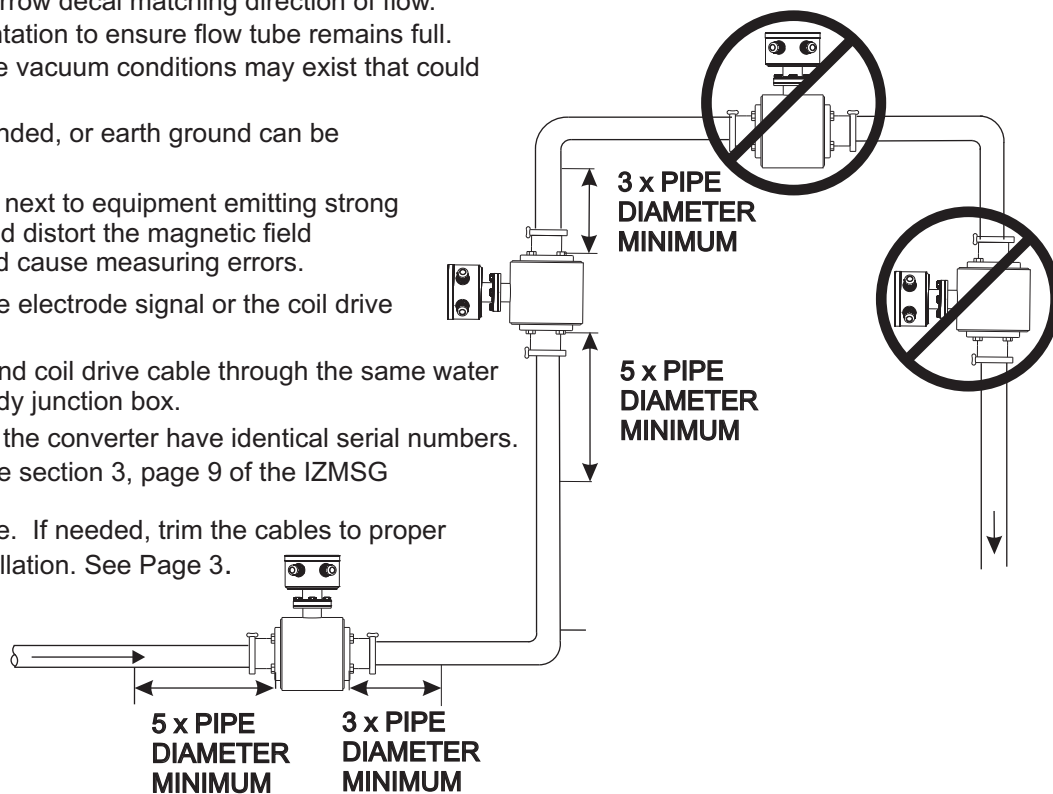 rrow decal matching direction of flow.
ntation to ensure flow tube remains full.
e vacuum conditions may exist that could
nded, or earth ground can be
next to equipment emitting strong
d distort the magnetic field
d cause measuring errors.
e electrode signal or the coil drive
nd coil drive cable through the same water
dy junction box.
the converter have identical serial numbers.
e section 3, page 9 of the IZMSG
e. If needed, trim the cables to proper
llation. See Page 3.
3 x PIPE
DIAMETER
MINIMUM
5 x PIPE
DIAMETER
MINIMUM
5 x PIPE
DIAMETER
MINIMUM
3 x PIPE
DIAMETER
MINIMUM